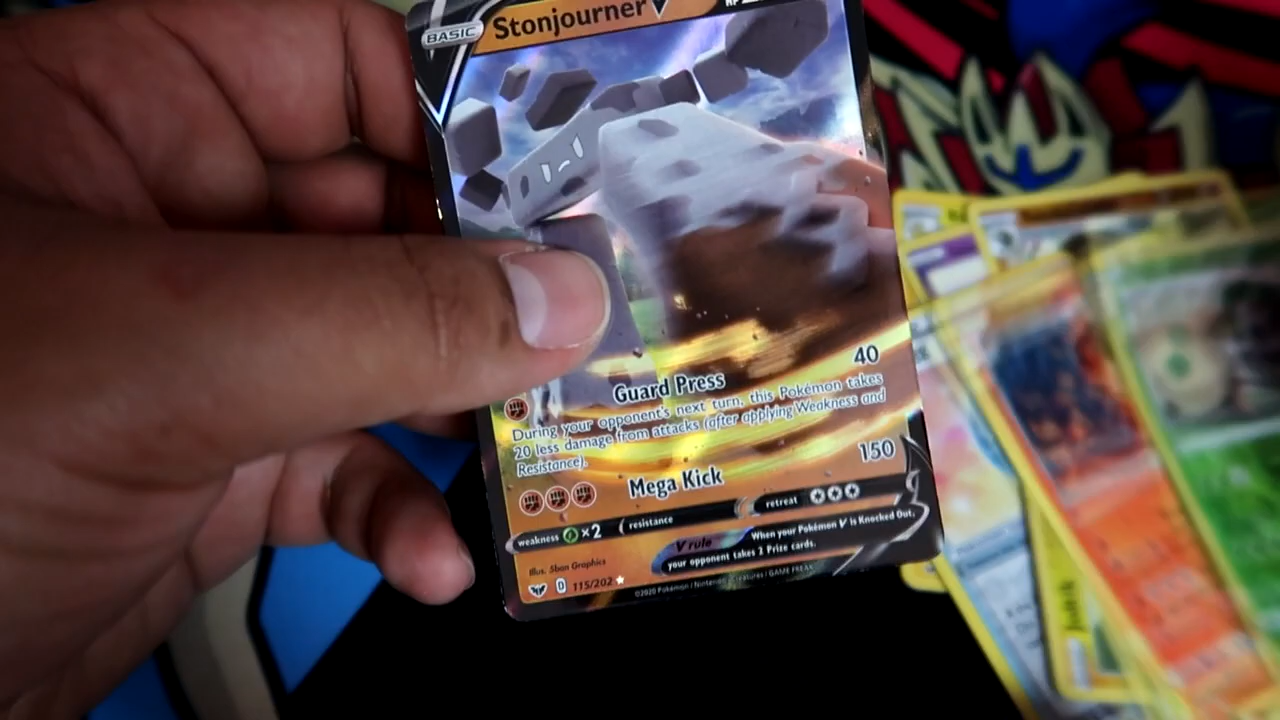 BASIC Stonjourner V HP
Guard Press 40
During your opponent's next turn, this Pokémon takes
20 less damage from attacks (after applying Weakness and
Resistance).
Mega Kick 150
weakness ×2 resistance retreat
V rule When your Pokémon V is Knocked Out,
your opponent takes 2 Prize cards.
Illus. 5ban Graphics
D 115/202
©2020 Pokémon / Nintendo / Creatures / GAME FREAK